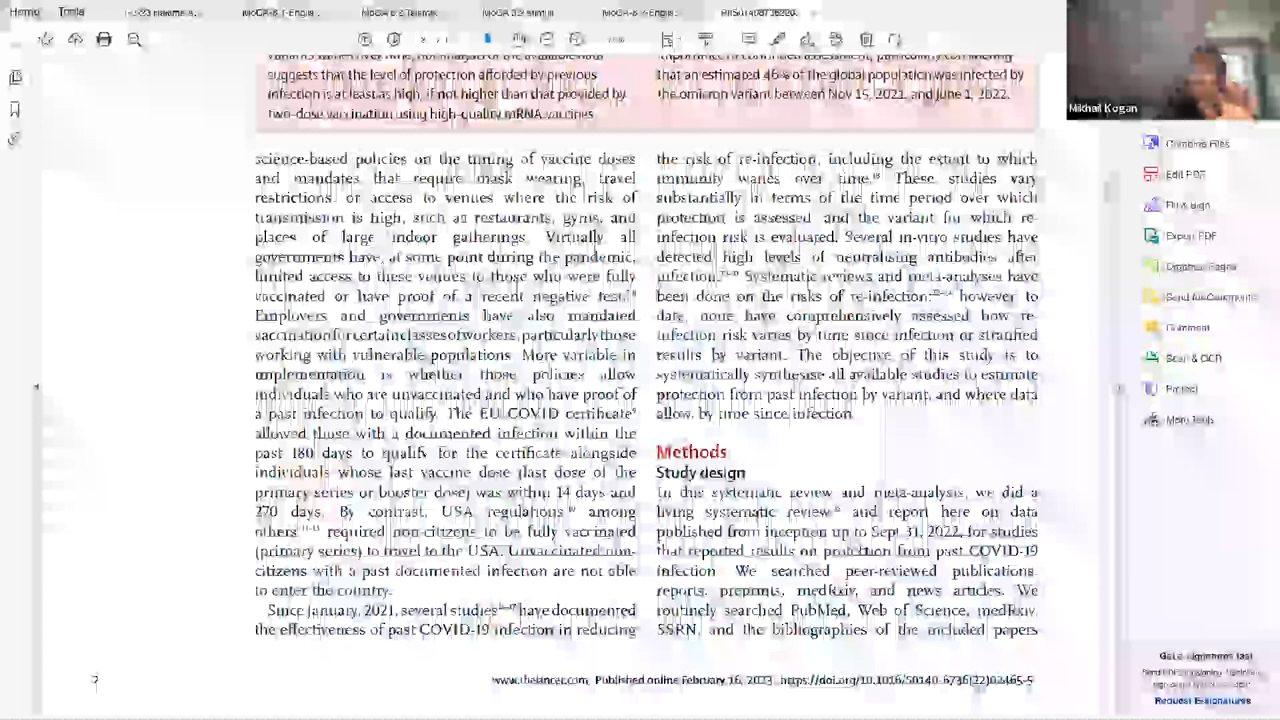 Home Tools
suggests that the level of protection afforded by previous
infection is at least as high, if not higher than that provided by
two-dose vaccination using high-quality mRNA vaccines
that an estimated 46% of the global population was infected by
the omicron variant between Nov 15, 2021, and June 1, 2022.
science-based policies on the timing of vaccine doses
and mandates that require mask wearing, travel
restrictions, or access to venues where the risk of
transmission is high, such as restaurants, gyms, and
places of large indoor gatherings. Virtually all
governments have, at some point during the pandemic,
limited access to these venues to those who were fully
vaccinated or have proof of a recent negative test.
Employers and governments have also mandated
vaccination for certain classes of workers, particularly those
working with vulnerable populations. More variable in
implementation is whether those policies allow
individuals who are unvaccinated and who have proof of
a past infection to qualify. The EU COVID certificate
allowed those with a documented infection within the
past 180 days to qualify for the certificate alongside
individuals whose last vaccine dose (last dose of the
primary series or booster dose) was within 14 days and
270 days. By contrast, USA regulations among
others required non-citizens to be fully vaccinated
(primary series) to travel to the USA. Unvaccinated non-
citizens with a past documented infection are not able
to enter the country.
Since January, 2021, several studies have documented
the effectiveness of past COVID-19 infection in reducing
the risk of re-infection, including the extent to which
immunity wanes over time. These studies vary
substantially in terms of the time period over which
protection is assessed and the variant for which re-
infection risk is evaluated. Several in-vitro studies have
detected high levels of neutralising antibodies after
infection. Systematic reviews and meta-analyses have
been done on the risks of re-infection; however to
date, none have comprehensively assessed how re-
infection risk varies by time since infection or stratified
results by variant. The objective of this study is to
systematically synthesise all available studies to estimate
protection from past infection by variant, and where data
allow, by time since infection.
Methods
Study design
In this systematic review and meta-analysis, we did a
living systematic review and report here on data
published from inception up to Sept 31, 2022, for studies
that reported results on protection from past COVID-19
infection. We searched peer-reviewed publications,
reports, preprints, medRxiv, and news articles. We
routinely searched PubMed, Web of Science, medRxiv,
SSRN, and the bibliographies of the included papers
2
www.thelancet.com Published online February 16, 2023 https://doi.org/10.1016/S0140-6736(22)02465-5
Mikhail Kogan
Combine Files
Edit PDF
Fill & Sign
Export PDF
Organize Pages
Send for Comments
Comment
Scan & OCR
Protect
More Tools
Request E-signatures